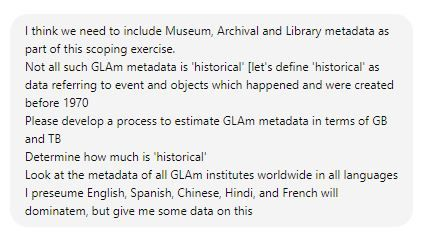 I think we need to include Museum, Archival and Library metadata as
part of this scoping exercise.
Not all such GLAm metadata is 'historical' [let's define 'historical' as
data referring to event and objects which happened and were created
before 1970
Please develop a process to estimate GLAm metadata in terms of GB
and TB
Determine how much is 'historical'
Look at the metadata of all GLAm institutes worldwide in all languages
I preseume English, Spanish, Chinese, Hindi, and French will
dominatem, but give me some data on this